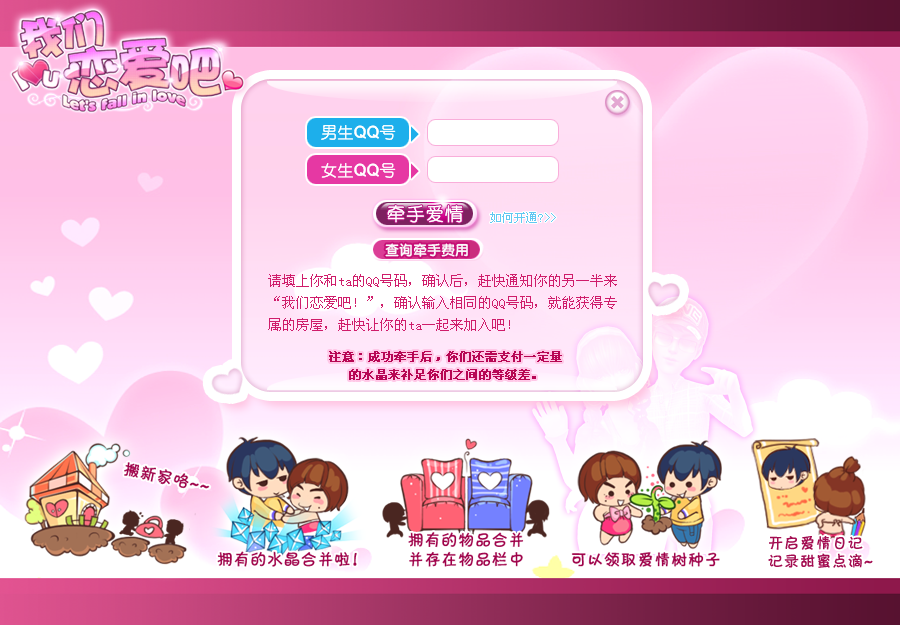 我们
I U
恋爱吧
Let's fall in love
男生QQ号
女生QQ号
牵手爱情
如何开通?>>
查询牵手费用
请填上你和ta的QQ号码，确认后，赶快通知你的另一半来
“我们恋爱吧！”，确认输入相同的QQ号码，就能获得专
属的房屋，赶快让你的ta一起来加入吧！
注意：成功牵手后，你们还需支付一定量
的水晶来补足你们之间的等级差。
搬新家咯~~
拥有的水晶合并啦!
拥有的物品合并
并存在物品栏中
可以领取爱情树种子
开启爱情日记
记录甜蜜点滴~